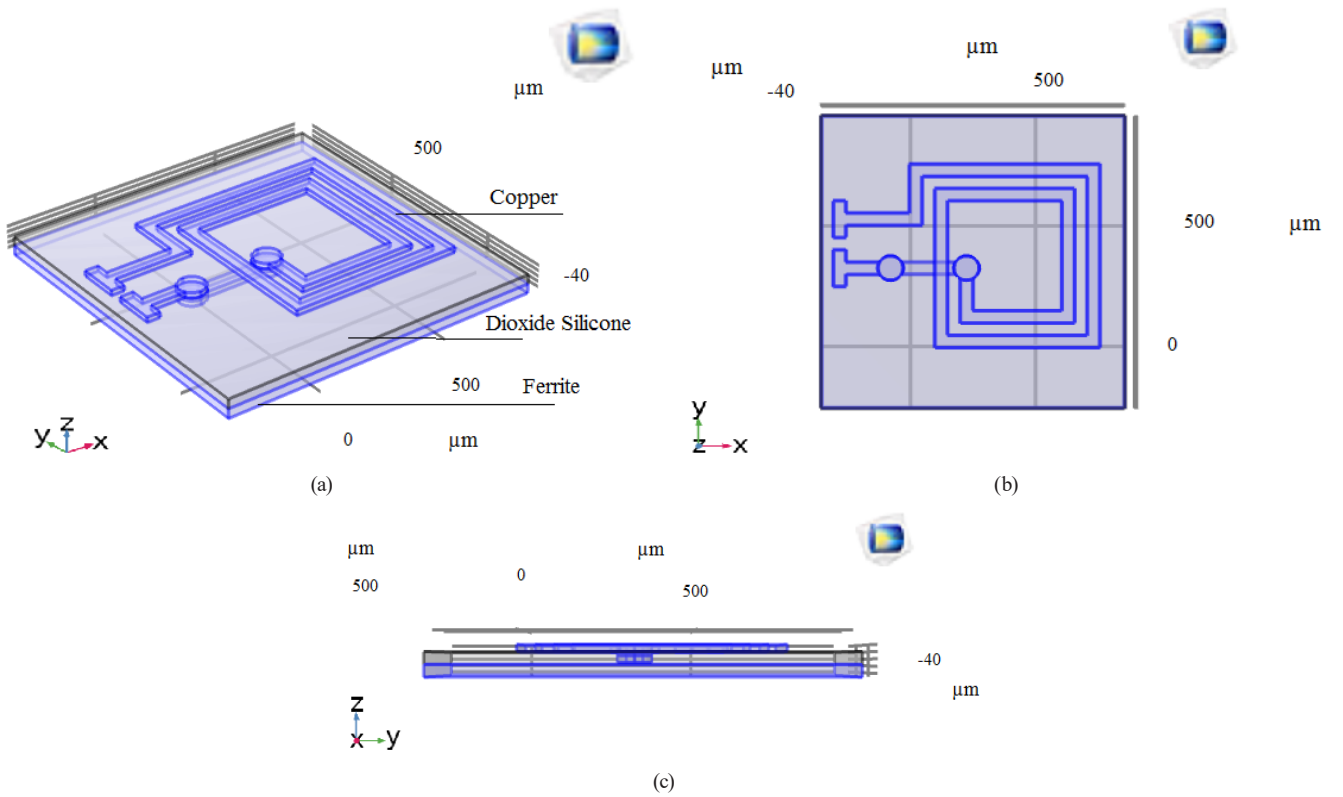 µm
500
Copper
-40
Dioxide Silicone
500
Ferrite
0
µm
y
z
x
(a)
µm
µm
500
-40
500
µm
0
y
z
x
(b)
µm
µm
500
0
500
-40
µm
z
x
y
(c)